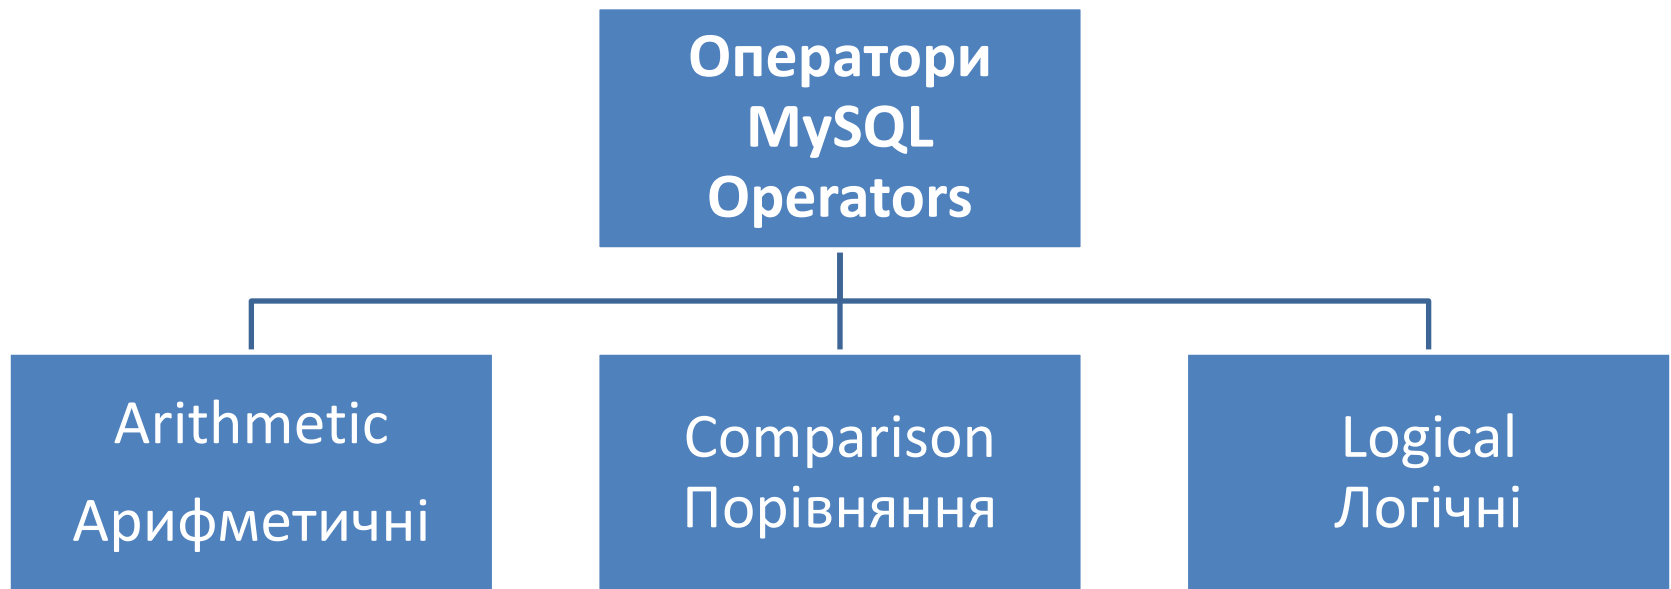 Оператори
MySQL
Operators
Arithmetic
Арифметичні
Comparison
Порівняння
Logical
Логічні